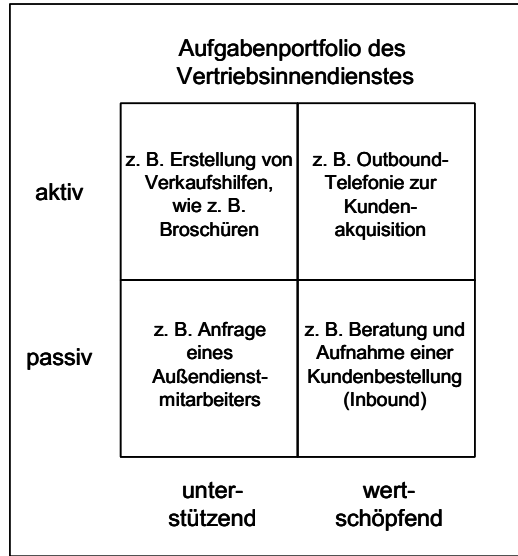 Aufgabenportfolio des
Vertriebsinnendienstes
aktiv
z. B. Erstellung von
Verkaufshilfen,
wie z. B.
Broschüren
z. B. Outbound-
Telefonie zur
Kunden-
akquisition
passiv
z. B. Anfrage
eines
Außendienst-
mitarbeiters
z. B. Beratung und
Aufnahme einer
Kundenbestellung
(Inbound)
unter-
stützend
wert-
schöpfend